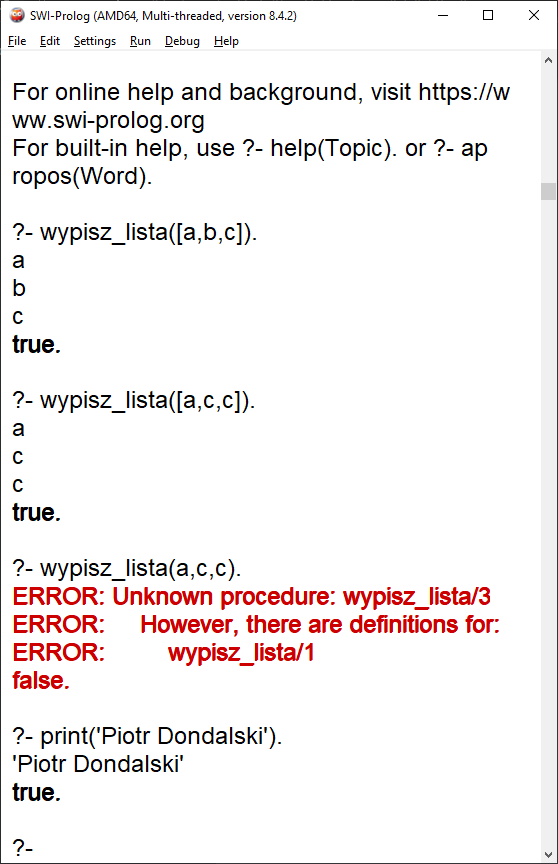 SWI-Prolog (AMD64, Multi-threaded, version 8.4.2)
File Edit Settings Run Debug Help
For online help and background, visit https://w
ww.swi-prolog.org
For built-in help, use ?- help(Topic). or ?- ap
ropos(Word).
?- wypisz_lista([a,b,c]).
a
b
c
true.
?- wypisz_lista([a,c,c]).
a
c
c
true.
?- wypisz_lista(a,c,c).
ERROR: Unknown procedure: wypisz_lista/3
ERROR:     However, there are definitions for:
ERROR:         wypisz_lista/1
false.
?- print('Piotr Dondalski').
'Piotr Dondalski'
true.
?-